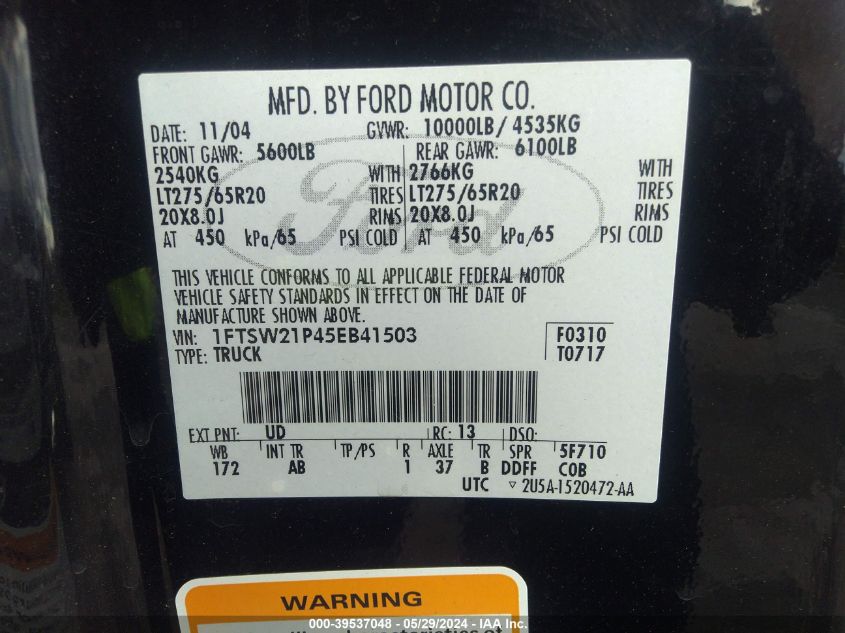 MFD. BY FORD MOTOR CO.
DATE: 11/04 GVWR: 10000LB/ 4535KG
FRONT GAWR: 5600LB REAR GAWR: 6100LB
2540KG WITH 2766KG WITH
LT275/65R20 TIRES LT275/65R20 TIRES
20X8.0J RIMS 20X8.0J RIMS
AT 450 kPa/65 PSI COLD AT 450 kPa/65 PSI COLD
Ford
THIS VEHICLE CONFORMS TO ALL APPLICABLE FEDERAL MOTOR
VEHICLE SAFETY STANDARDS IN EFFECT ON THE DATE OF
MANUFACTURE SHOWN ABOVE.
VIN: 1FTSW21P45EB41503 F0310
TYPE: TRUCK T0717
EXT PNT: UD RC: 13 DSO:
WB INT TR TP/PS R AXLE TR SPR 5F710
172 AB 1 37 B DDFF COB
UTC ▽ 2U5A-1520472-AA
WARNING
000-39537048 - 05/29/2024 - IAA Inc.